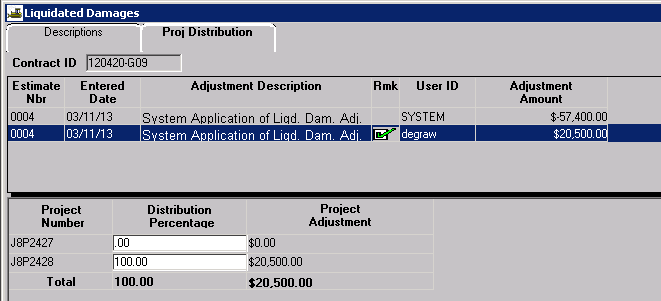 Liquidated Damages
Descriptions Proj Distribution
Contract ID 120420-G09
Estimate Nbr Entered Date Adjustment Description Rmk User ID Adjustment Amount
0004 03/11/13 System Application of Liqd. Dam. Adj. SYSTEM $-57,400.00
0004 03/11/13 System Application of Liqd. Dam. Adj. degraw $20,500.00
Project Number Distribution Percentage Project Adjustment
J8P2427 .00 $0.00
J8P2428 100.00 $20,500.00
Total 100.00 $20,500.00